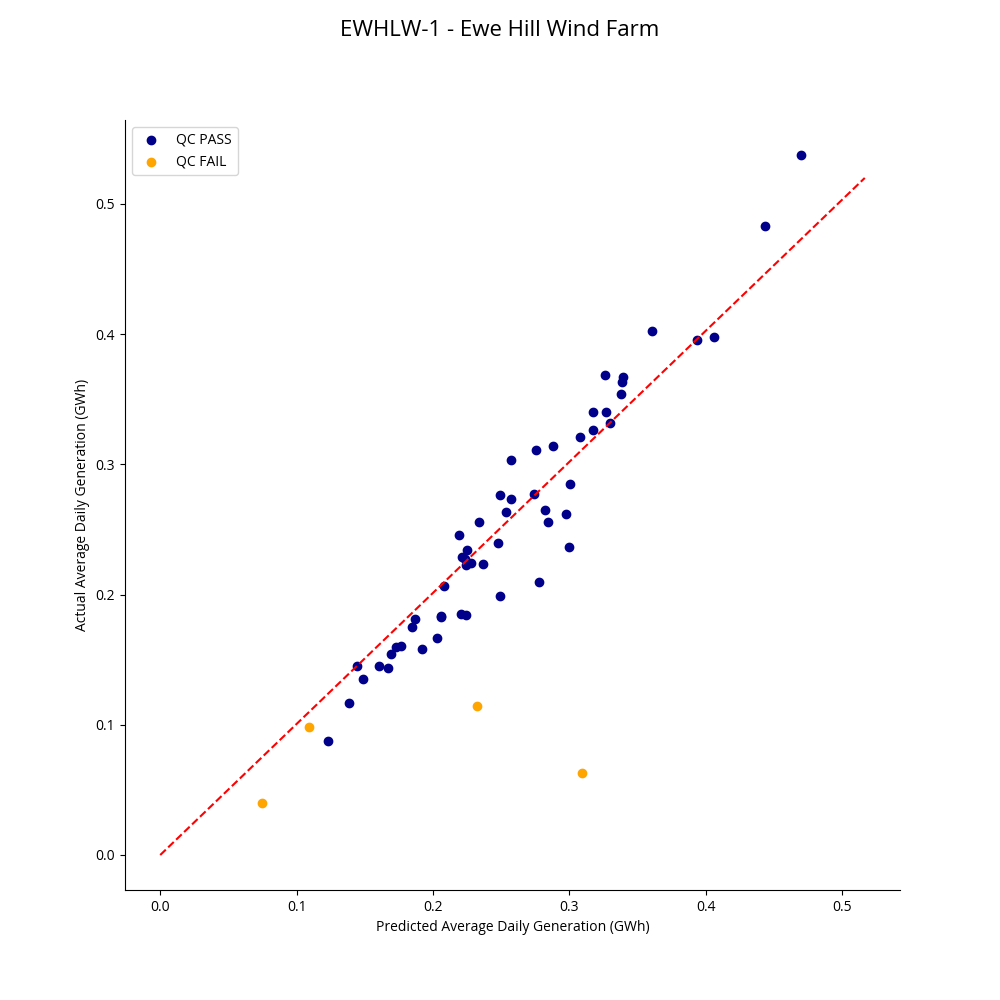 EWHLW-1 - Ewe Hill Wind Farm
QC PASS
QC FAIL
Actual Average Daily Generation (GWh)
0.5
0.4
0.3
0.2
0.1
0.0
0.0 0.1 0.2 0.3 0.4 0.5
Predicted Average Daily Generation (GWh)